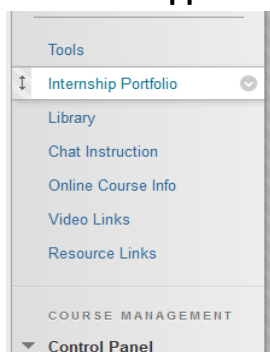 Tools
Internship Portfolio
Library
Chat Instruction
Online Course Info
Video Links
Resource Links
COURSE MANAGEMENT
Control Panel